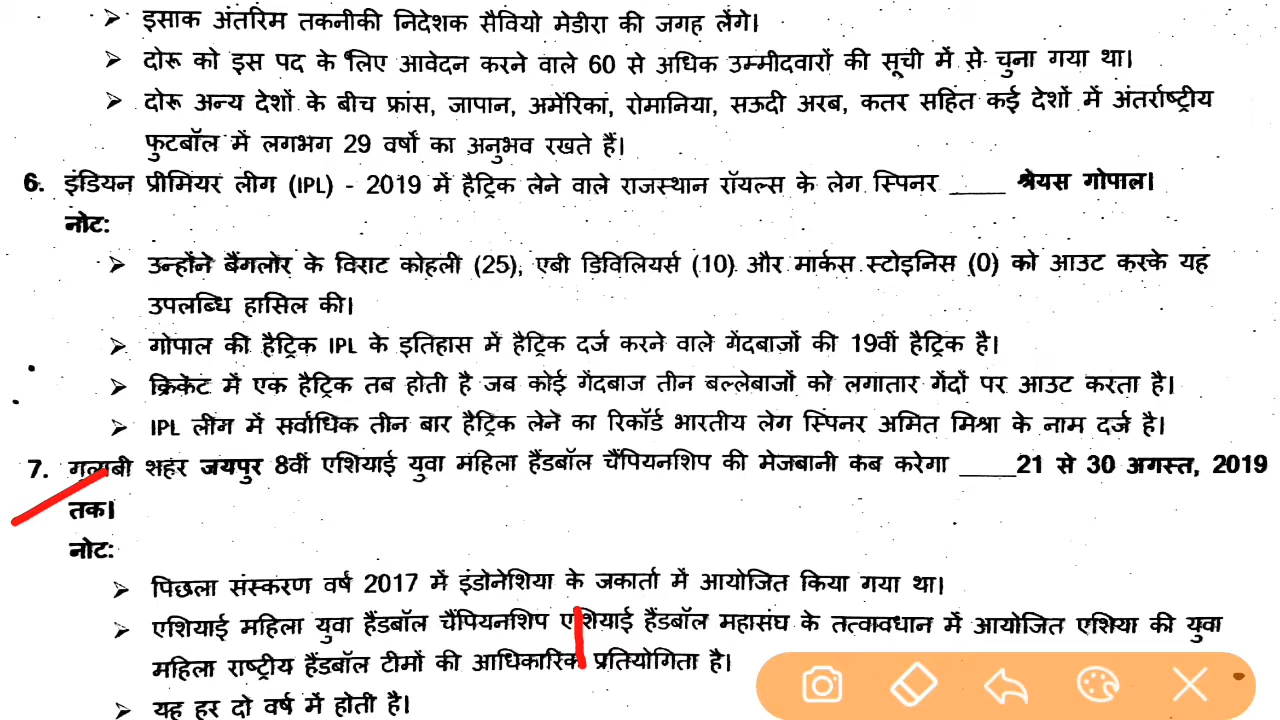 ➢ इसाक अंतरिम तकनीकी निदेशक सैवियो मेडीरा की जगह लेंगे।
➢ दोरू को इस पद के लिए आवेदन करने वाले 60 से अधिक उम्मीदवारों की सूची में से चुना गया था।
➢ दोरू अन्य देशों के बीच फ्रांस, जापान, अमेरिका, रोमानिया, सऊदी अरब, कतर सहित कई देशों में अंतर्राष्ट्रीय
फुटबॉल में लगभग 29 वर्षों का अनुभव रखते हैं।
6. इंडियन प्रीमियर लीग (IPL) - 2019 में हैट्रिक लेने वाले राजस्थान रॉयल्स के लेग स्पिनर ____ श्रेयस गोपाल।
नोट:
➢ उन्होंने बैंगलोर के विराट कोहली (25), एबी डिविलियर्स (10) और मार्कस स्टोइनिस (0) को आउट करके यह
उपलब्धि हासिल की।
➢ गोपाल की हैट्रिक IPL के इतिहास में हैट्रिक दर्ज करने वाले गेंदबाजों की 19वीं हैट्रिक है।
➢ क्रिकेट में एक हैट्रिक तब होती है जब कोई गेंदबाज तीन बल्लेबाजों को लगातार गेंदों पर आउट करता है।
➢ IPL लीग में सर्वाधिक तीन बार हैट्रिक लेने का रिकॉर्ड भारतीय लेग स्पिनर अमित मिश्रा के नाम दर्ज है।
7. गुलाबी शहर जयपुर 8वीं एशियाई युवा महिला हैंडबॉल चैंपियनशिप की मेजबानी कब करेगा ____21 से 30 अगस्त, 2019
तक।
नोट:
➢ पिछला संस्करण वर्ष 2017 में इंडोनेशिया के जकार्ता में आयोजित किया गया था।
➢ एशियाई महिला युवा हैंडबॉल चैंपियनशिप एशियाई हैंडबॉल महासंघ के तत्वावधान में आयोजित एशिया की युवा
महिला राष्ट्रीय हैंडबॉल टीमों की आधिकारिक प्रतियोगिता है।
➢ यह हर दो वर्ष में होती है।